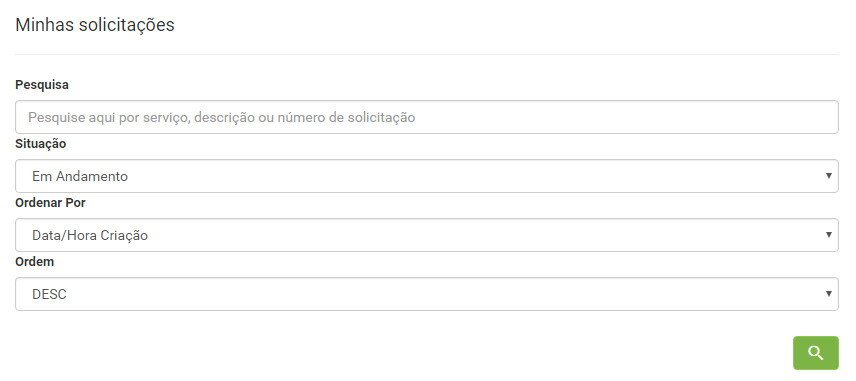 Minhas solicitações
Pesquisa
Pesquise aqui por serviço, descrição ou número de solicitação
Situação
Em Andamento
Ordenar Por
Data/Hora Criação
Ordem
DESC